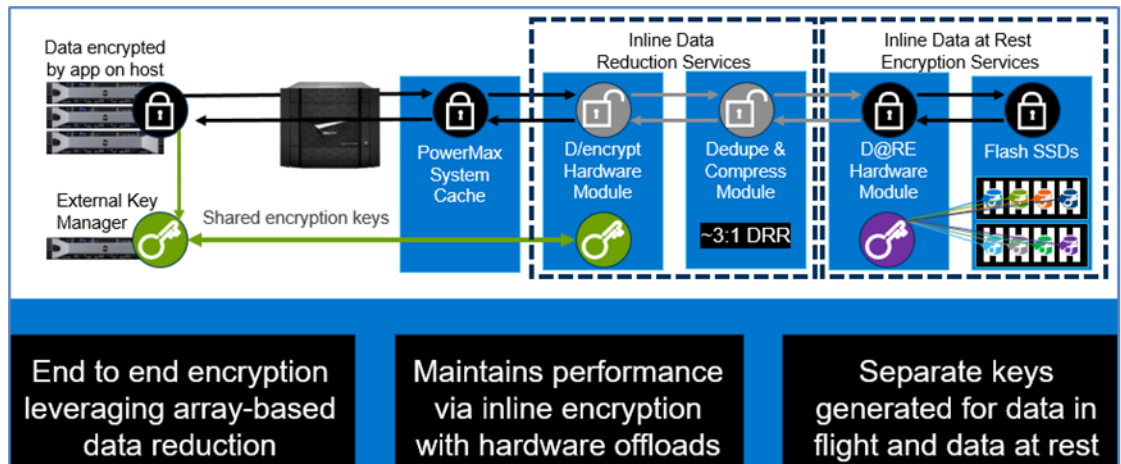 Data encrypted
by app on host
External Key
Manager
Shared encryption keys
PowerMax
System
Cache
Inline Data
Reduction Services
D/encrypt
Hardware
Module
Dedupe &
Compress
Module
~3:1 DRR
Inline Data at Rest
Encryption Services
D@RE
Hardware
Module
Flash SSDs
End to end encryption
leveraging array-based
data reduction
Maintains performance
via inline encryption
with hardware offloads
Separate keys
generated for data in
flight and data at rest